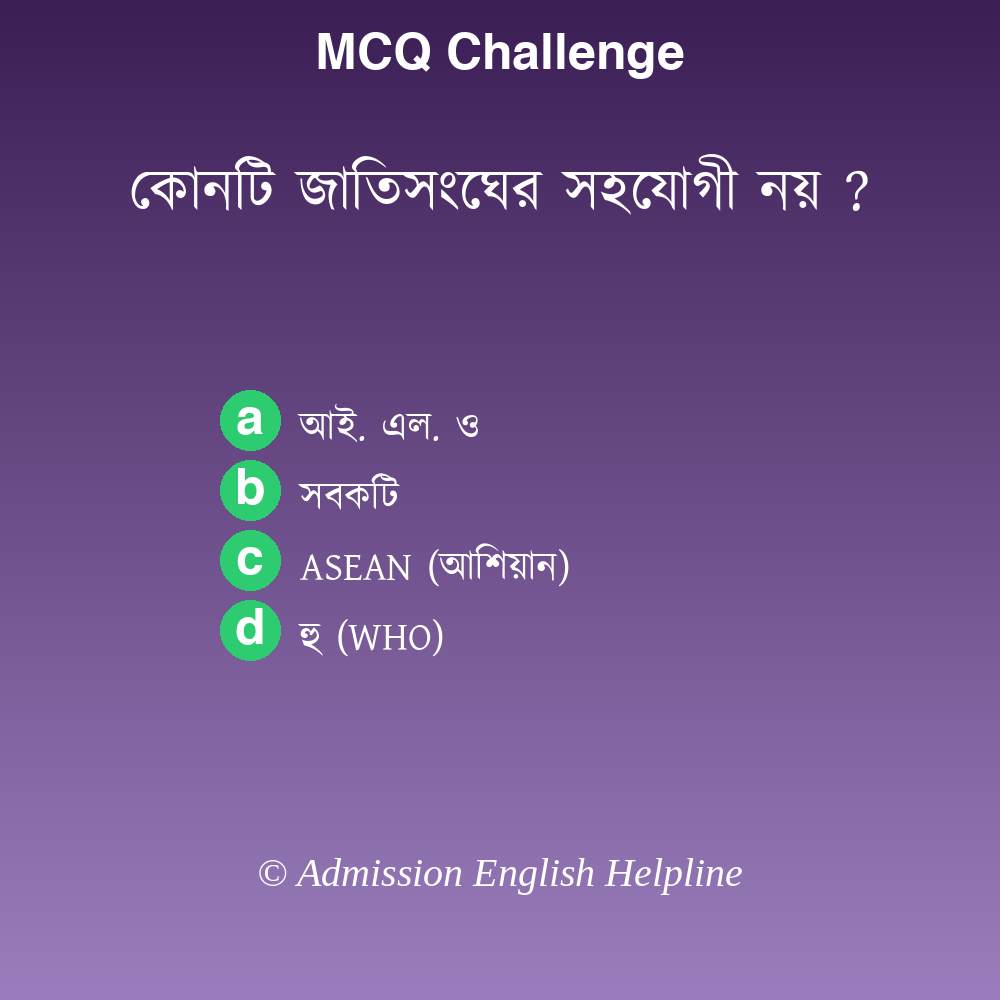 MCQ Challenge
কোনটি জাতিসংঘের সহযোগী নয় ?
a আই. এল. ও
b সবকটি
c ASEAN (আশিয়ান)
d হু (WHO)
© Admission English Helpline